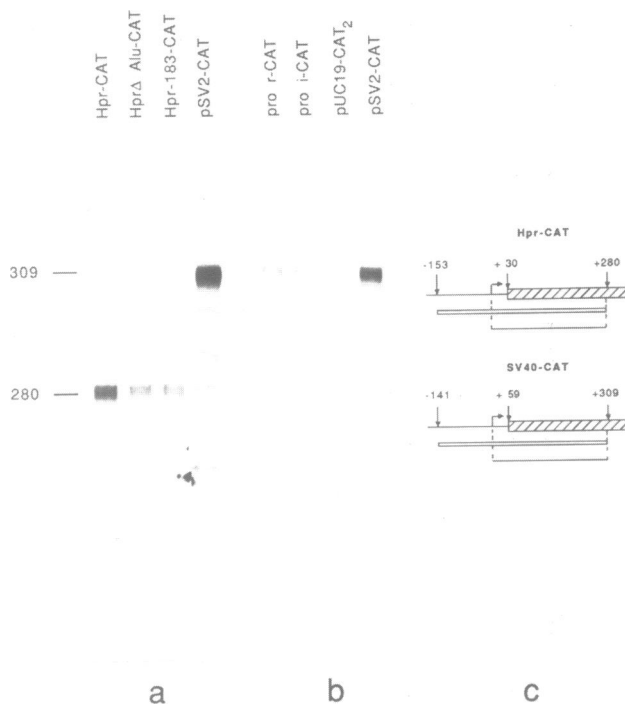 Hpr-CAT
HprΔ Alu-CAT
Hpr-183-CAT
pSV2-CAT
pro r-CAT
pro i-CAT
pUC19-CAT2
pSV2-CAT
309
280
Hpr-CAT
-153
+ 30
+280
SV40-CAT
-141
+ 59
+309
a
b
c